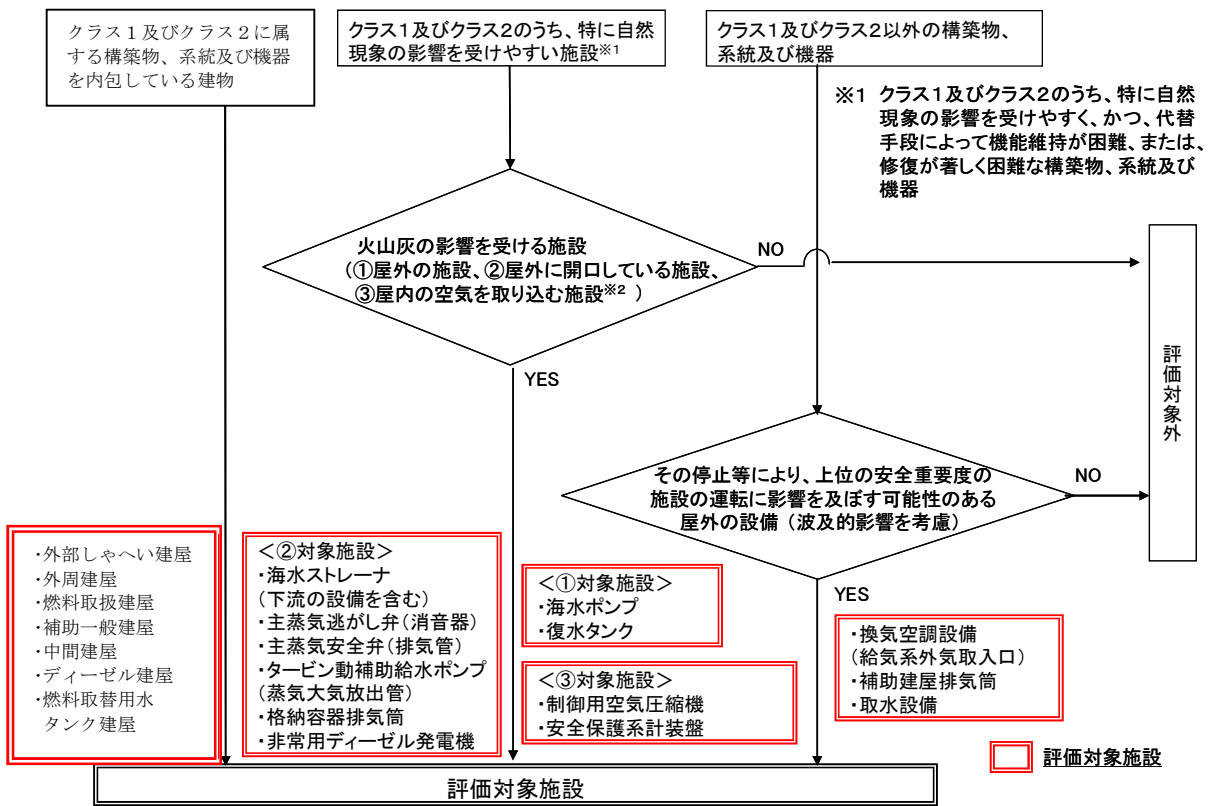 クラス１及びクラス２に属
する構築物、系統及び機器
を内包している建物
クラス1及びクラス2のうち、特に自然
現象の影響を受けやすい施設※1
クラス1及びクラス2以外の構築物、
系統及び機器
※1 クラス1及びクラス2のうち、特に自然
現象の影響を受けやすく、かつ、代替
手段によって機能維持が困難、または、
修復が著しく困難な構築物、系統及び
機器
火山灰の影響を受ける施設
(①屋外の施設、②屋外に開口している施設、
③屋内の空気を取り込む施設※2 )
NO
YES
評価対象外
その停止等により、上位の安全重要度の
施設の運転に影響を及ぼす可能性のある
屋外の設備 (波及的影響を考慮)
NO
YES
・外部しゃへい建屋
・外周建屋
・燃料取扱建屋
・補助一般建屋
・中間建屋
・ディーゼル建屋
・燃料取替用水
タンク建屋
＜②対象施設＞
・海水ストレーナ
(下流の設備を含む)
・主蒸気逃がし弁(消音器)
・主蒸気安全弁(排気管)
・タービン動補助給水ポンプ
(蒸気大気放出管)
・格納容器排気筒
・非常用ディーゼル発電機
＜①対象施設＞
・海水ポンプ
・復水タンク
＜③対象施設＞
・制御用空気圧縮機
・安全保護系計装盤
・換気空調設備
(給気系外気取入口)
・補助建屋排気筒
・取水設備
評価対象施設
評価対象施設